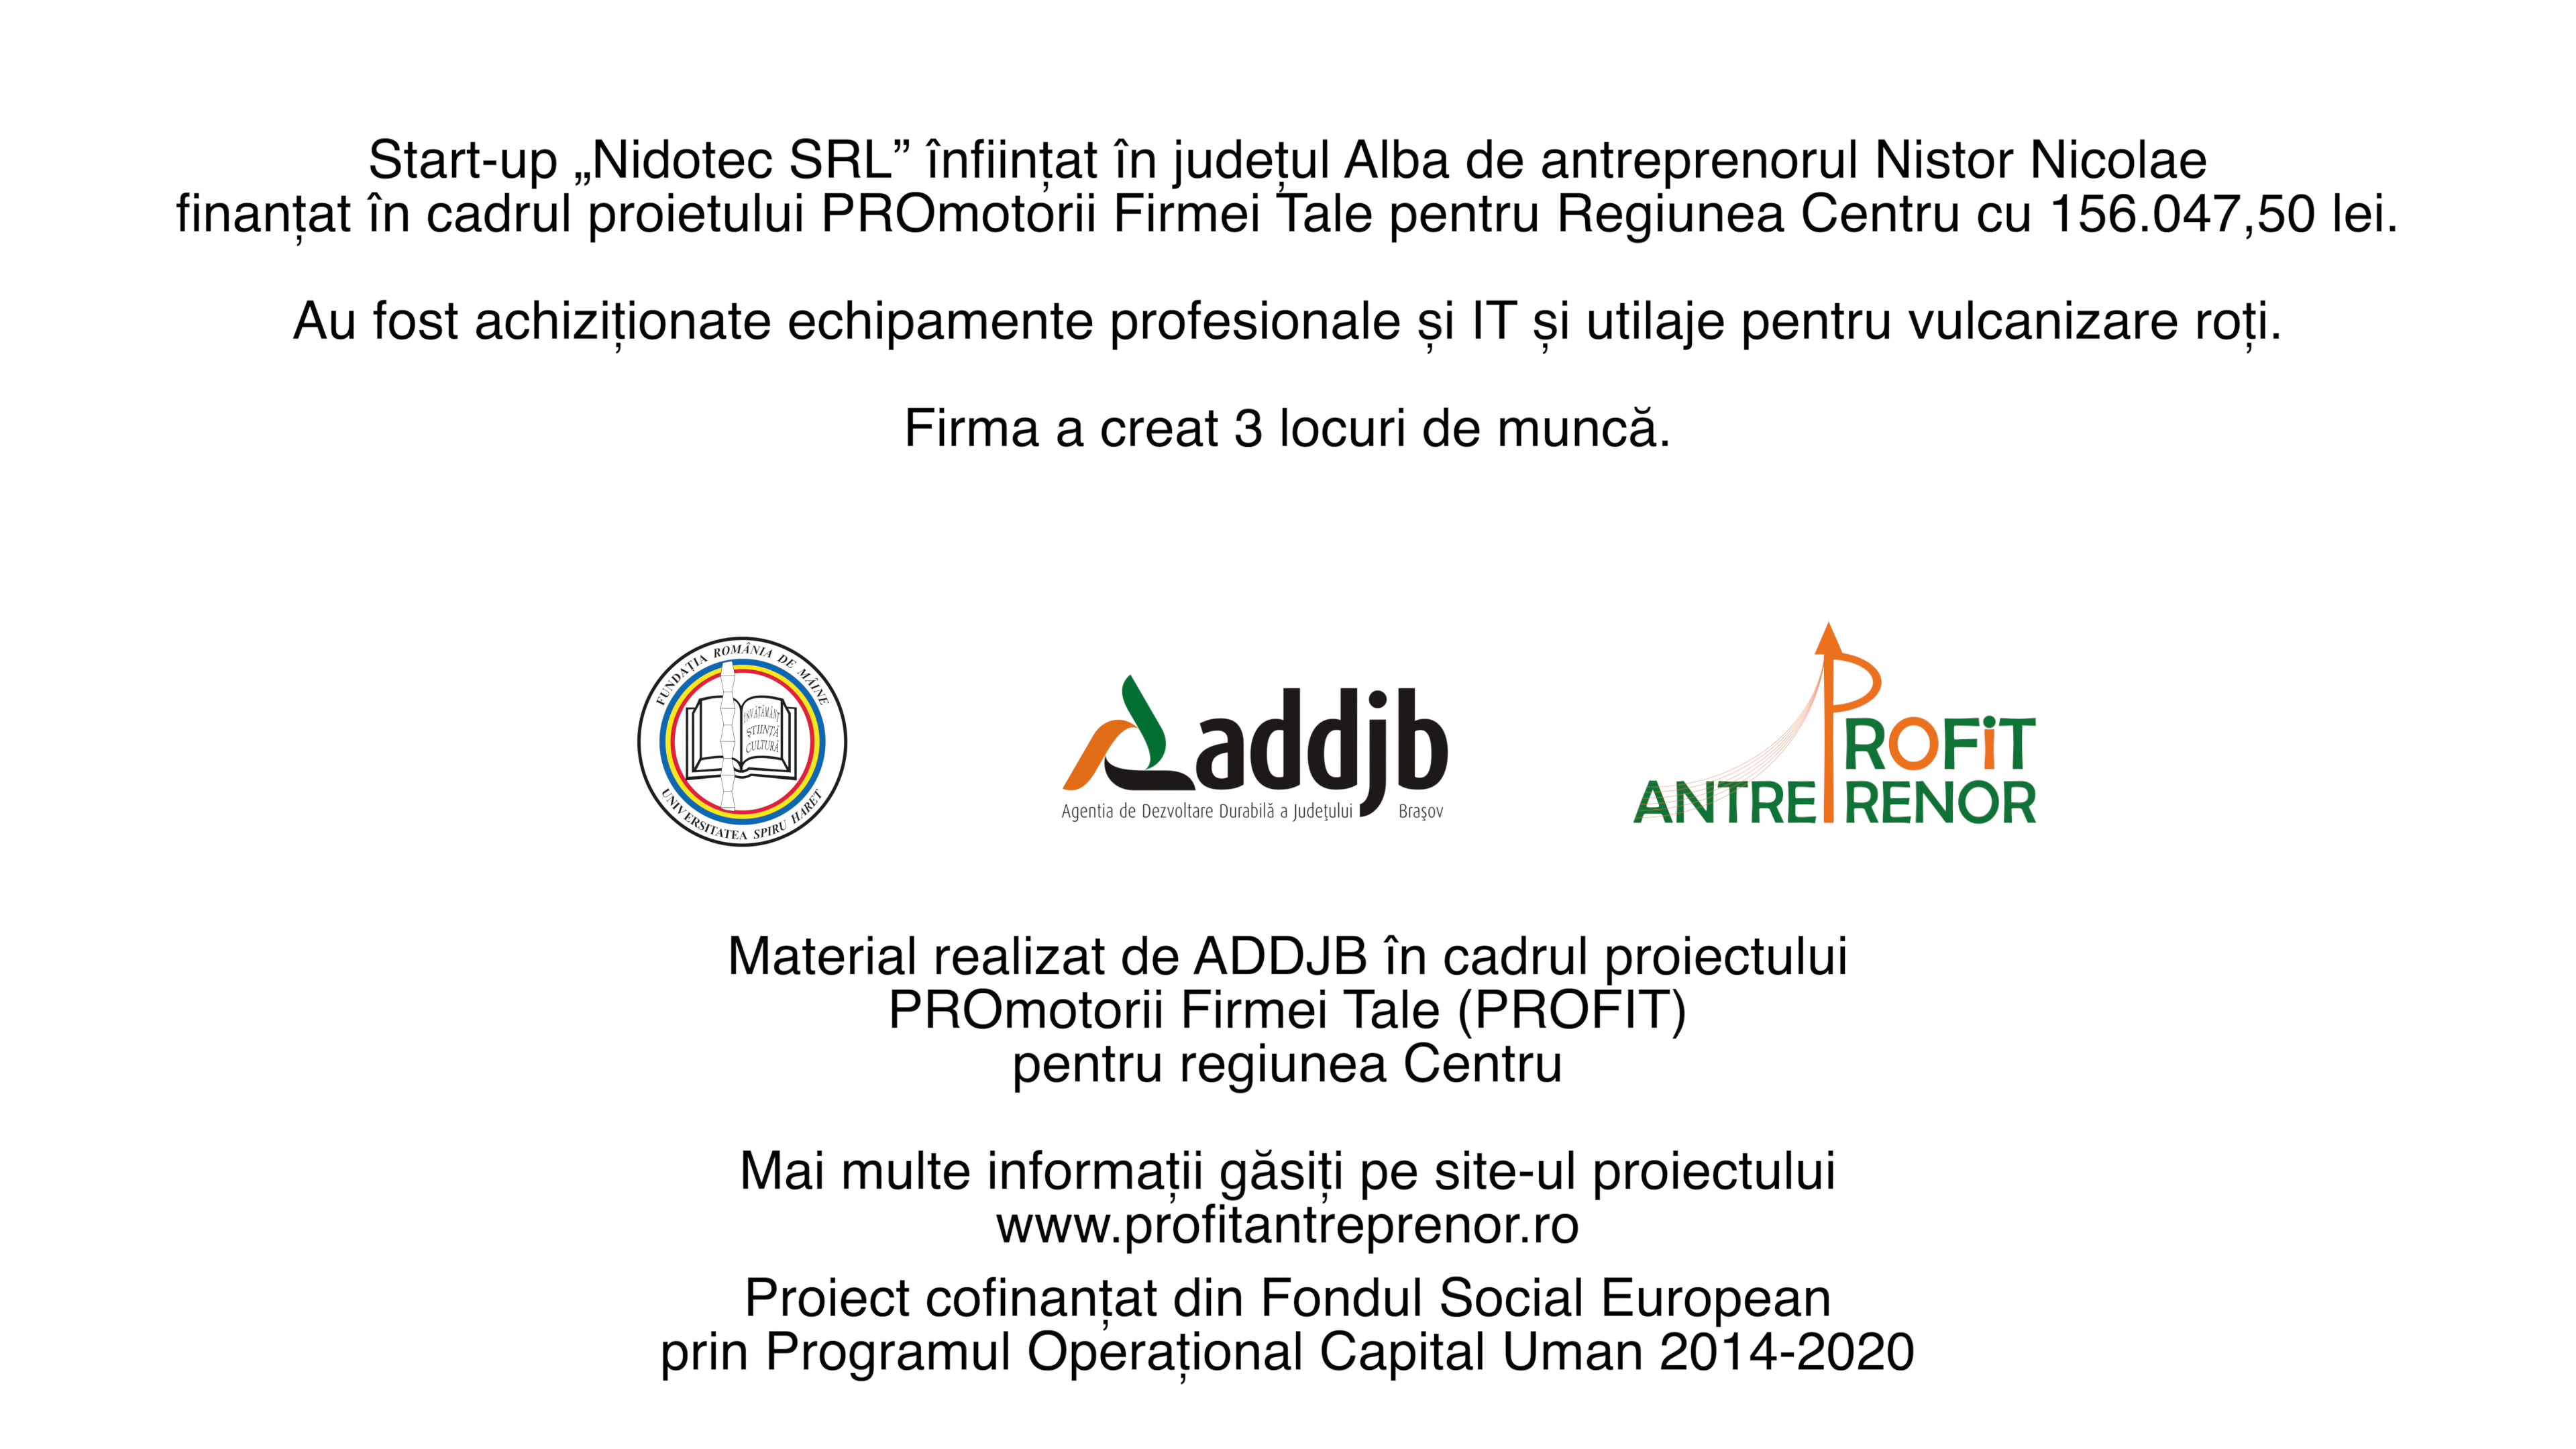 Start-up „Nidotec SRL” înființat în județul Alba de antreprenorul Nistor Nicolae
finanțat în cadrul proietului PROmotorii Firmei Tale pentru Regiunea Centru cu 156.047,50 lei.
Au fost achiziționate echipamente profesionale și IT și utilaje pentru vulcanizare roți.
Firma a creat 3 locuri de muncă.
FUNDAȚIA ROMÂNIA DE MÂINE
ÎNVĂȚĂMÂNT
ȘTIINȚĂ
CULTURĂ
UNIVERSITATEA SPIRU HARET
addjb
Agentia de Dezvoltare Durabilă a Județului Brașov
PROFiT
ANTREPRENOR
Material realizat de ADDJB în cadrul proiectului
PROmotorii Firmei Tale (PROFIT)
pentru regiunea Centru
Mai multe informații găsiți pe site-ul proiectului
www.profitantreprenor.ro
Proiect cofinanțat din Fondul Social European
prin Programul Operațional Capital Uman 2014-2020